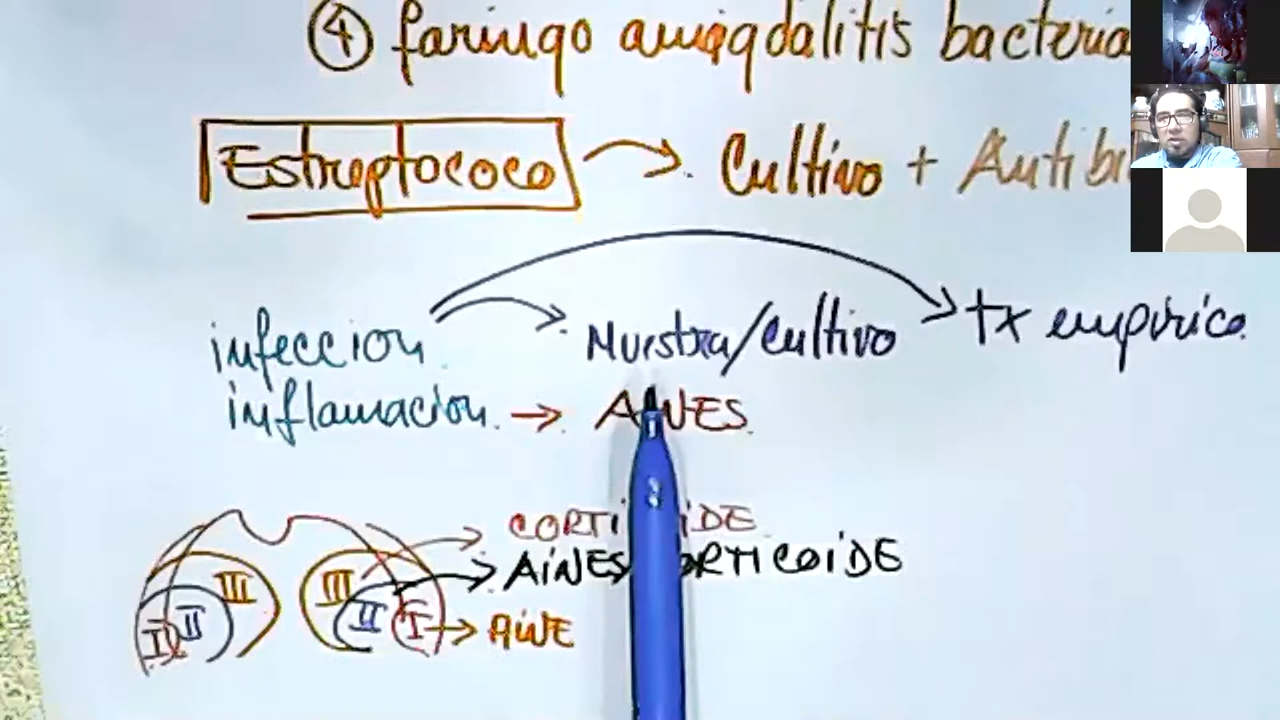 ④ faringo amigdalitis bacteria
Estreptococo → Cultivo + Antibi
infeccion → Muestra/Cultivo → tx empirico
inflamacion → AINES
III III → CORTI IDE
II II → AINES ORTICOIDE
I I → AINE